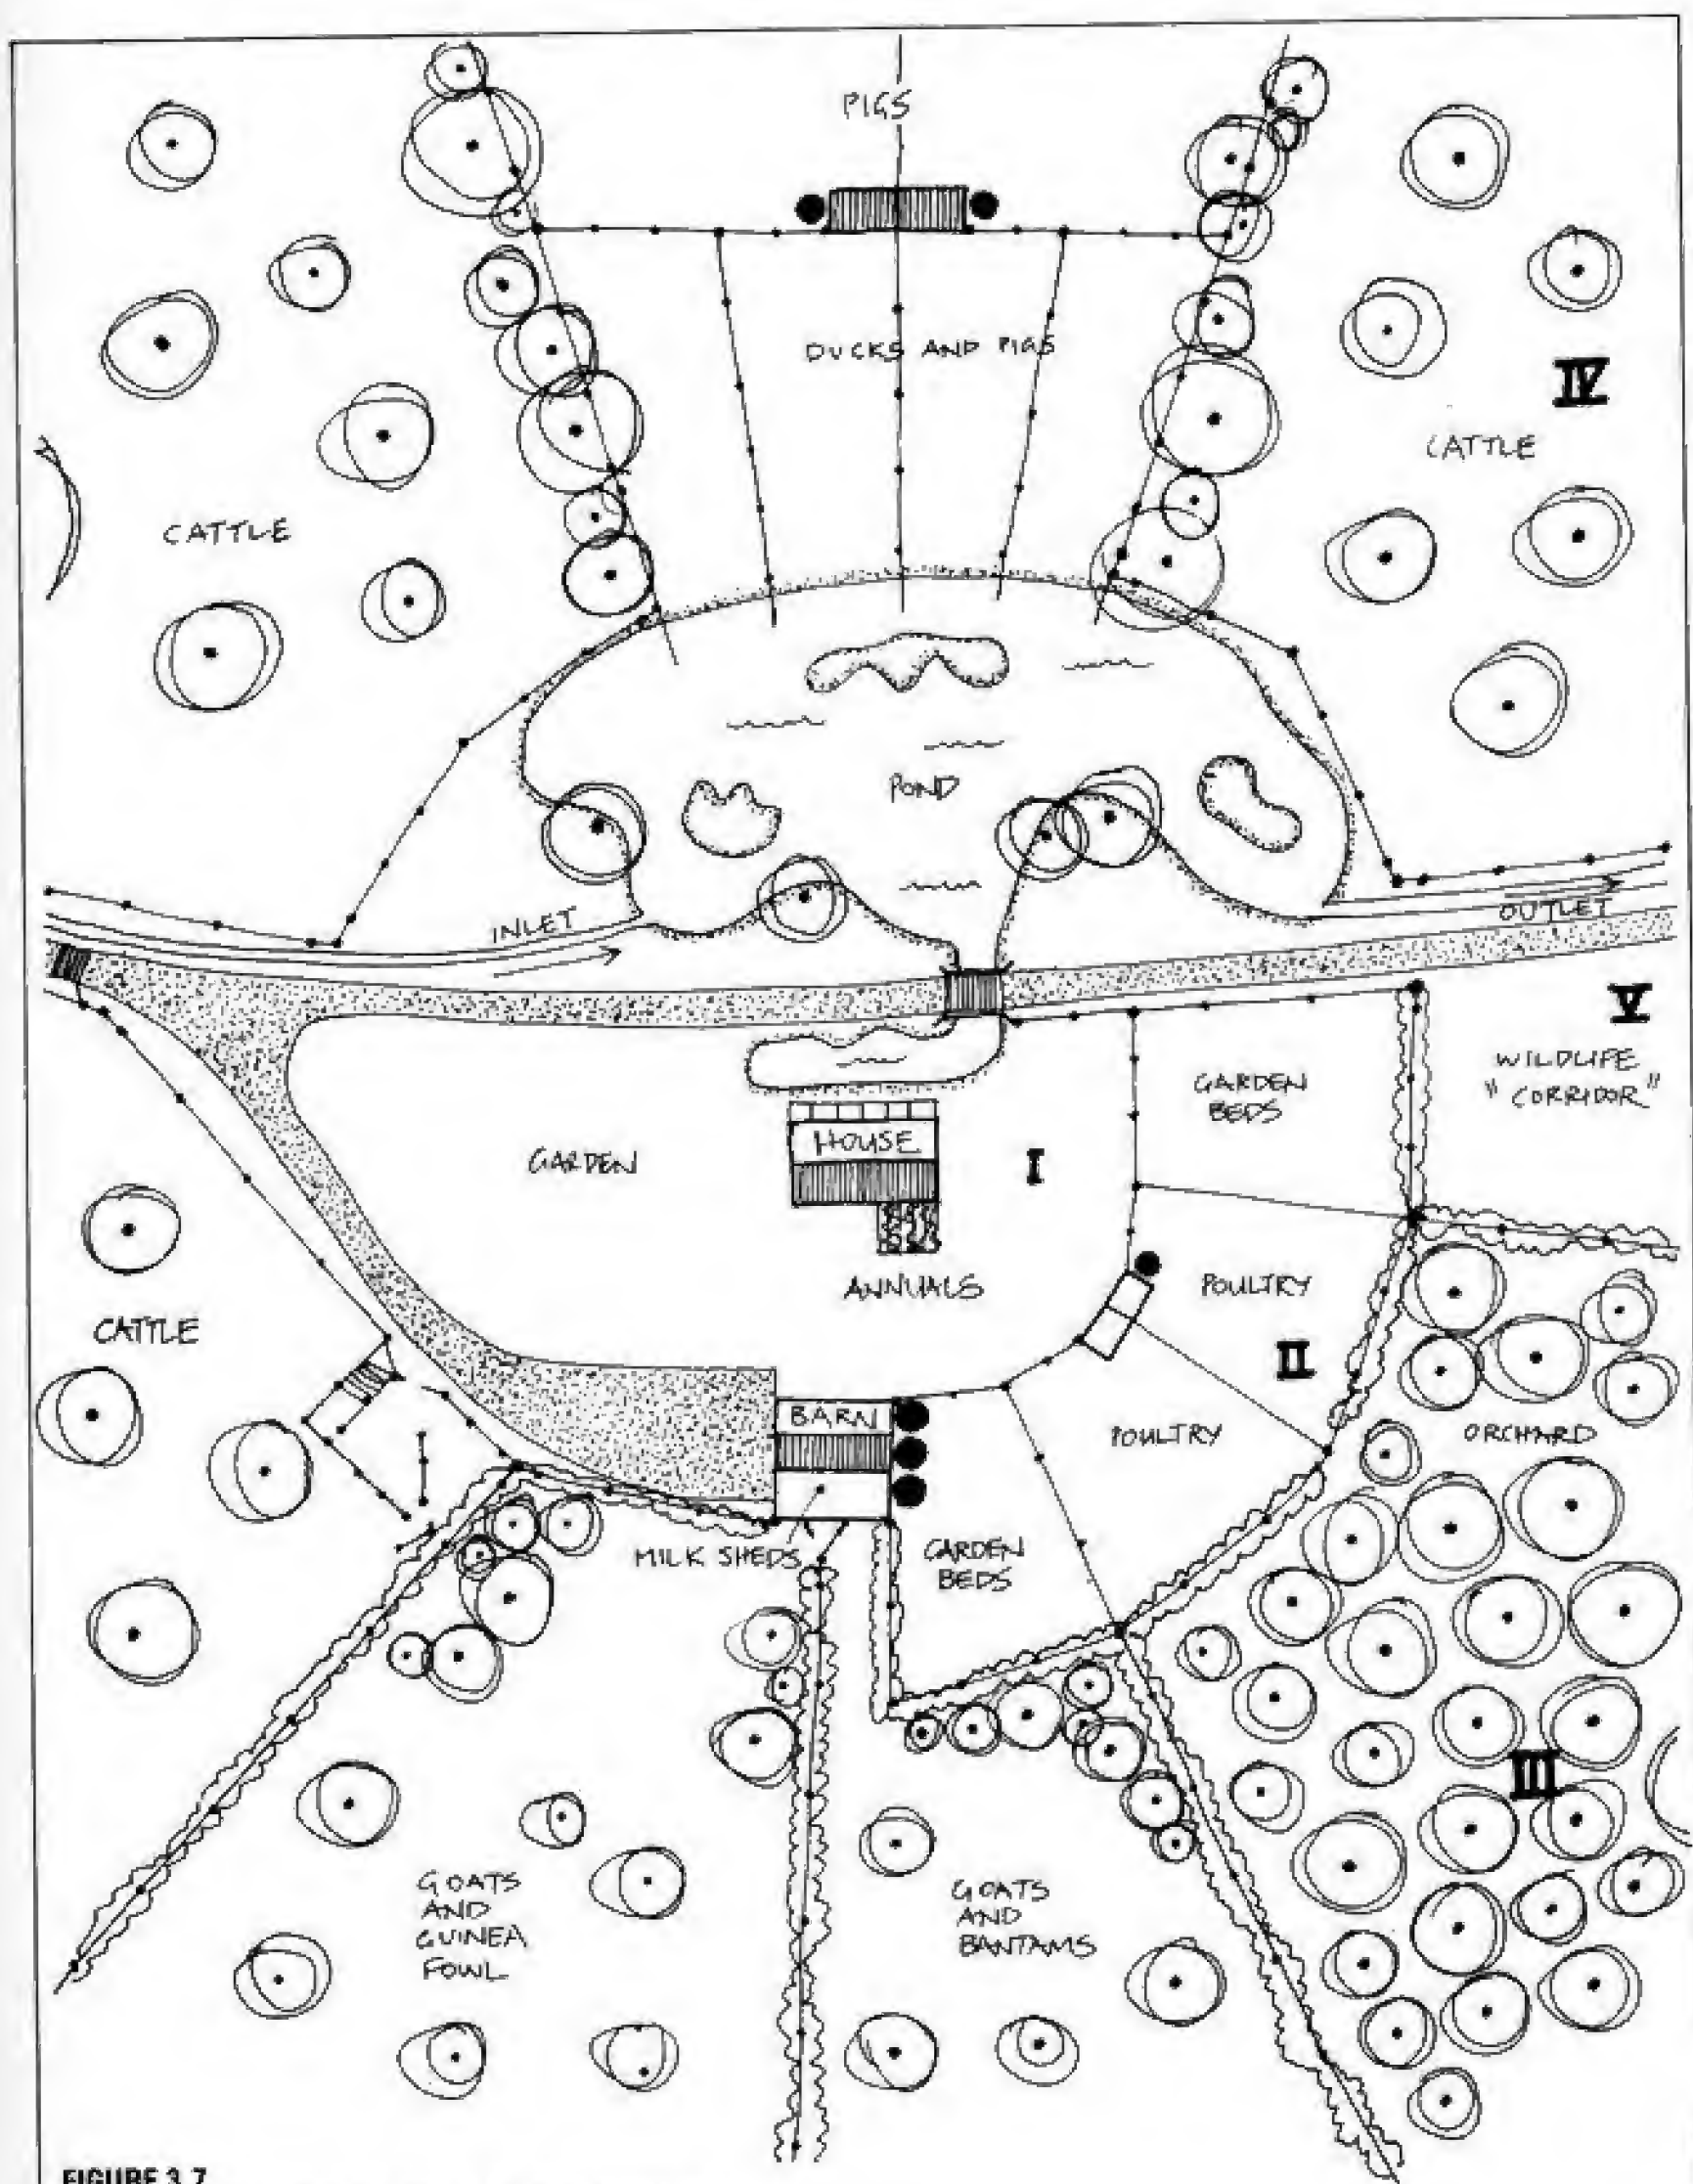 PIGS
DUCKS AND PIGS
IV
CATTLE
CATTLE
POND
INLET
OUTLET
V
WILDLIFE
"CORRIDOR"
GARDEN
BEDS
HOUSE
I
GARDEN
ANNUALS
POULTRY
CATTLE
II
BARN
POULTRY
ORCHARD
MILK SHEDS
GARDEN
BEDS
III
GOATS
AND
GUINEA
FOWL
GOATS
AND
BANTAMS
FIGURE 3.7